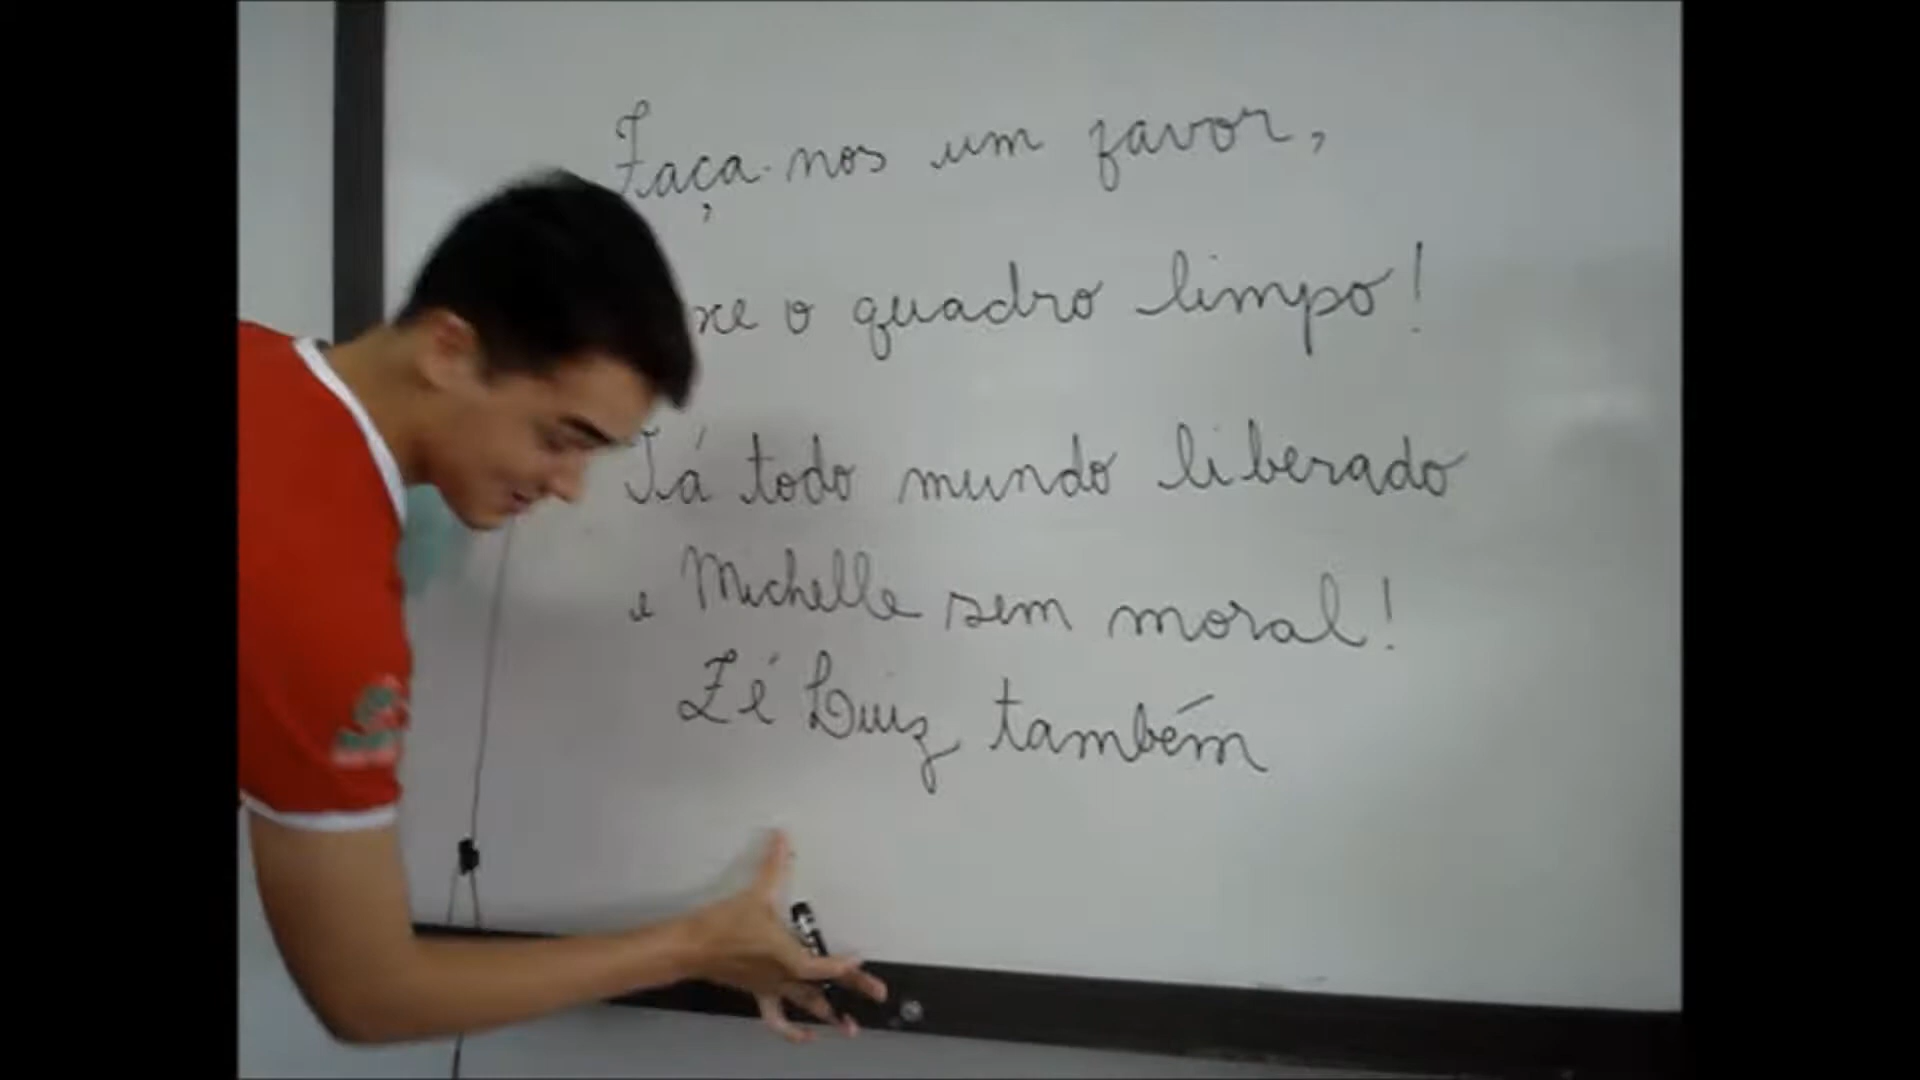 Faça-nos um favor,
xe o quadro limpo!
Tá todo mundo liberado
e Michelle sem moral!
Zé Luiz também